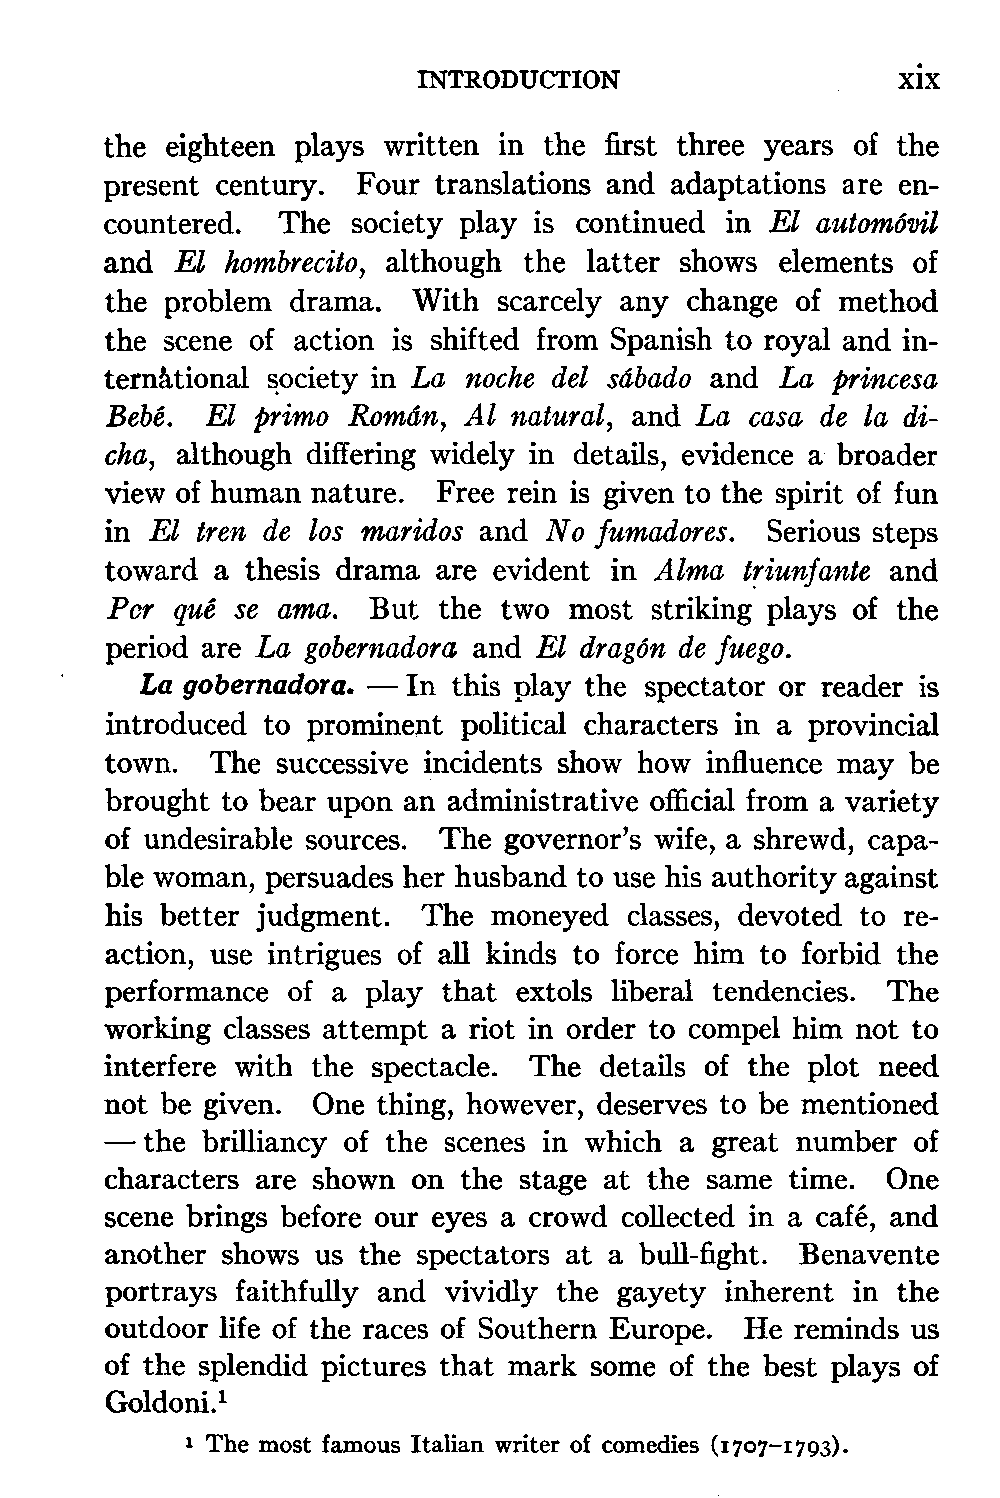 INTRODUCTION xix
the eighteen plays written in the first three years of the
present century. Four translations and adaptations are en-
countered. The society play is continued in El automóvil
and El hombrecito, although the latter shows elements of
the problem drama. With scarcely any change of method
the scene of action is shifted from Spanish to royal and in-
ternational society in La noche del sábado and La princesa
Bebé. El primo Román, Al natural, and La casa de la di-
cha, although differing widely in details, evidence a broader
view of human nature. Free rein is given to the spirit of fun
in El tren de los maridos and No fumadores. Serious steps
toward a thesis drama are evident in Alma triunfante and
Por qué se ama. But the two most striking plays of the
period are La gobernadora and El dragón de fuego.
La gobernadora. — In this play the spectator or reader is
introduced to prominent political characters in a provincial
town. The successive incidents show how influence may be
brought to bear upon an administrative official from a variety
of undesirable sources. The governor's wife, a shrewd, capa-
ble woman, persuades her husband to use his authority against
his better judgment. The moneyed classes, devoted to re-
action, use intrigues of all kinds to force him to forbid the
performance of a play that extols liberal tendencies. The
working classes attempt a riot in order to compel him not to
interfere with the spectacle. The details of the plot need
not be given. One thing, however, deserves to be mentioned
— the brilliancy of the scenes in which a great number of
characters are shown on the stage at the same time. One
scene brings before our eyes a crowd collected in a café, and
another shows us the spectators at a bull-fight. Benavente
portrays faithfully and vividly the gayety inherent in the
outdoor life of the races of Southern Europe. He reminds us
of the splendid pictures that mark some of the best plays of
Goldoni.¹
¹ The most famous Italian writer of comedies (1707–1793).